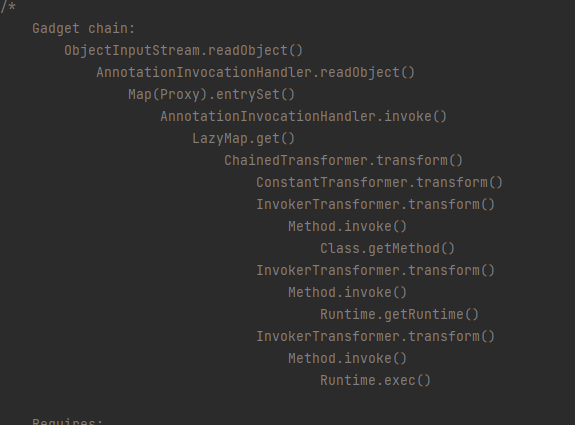 /*
Gadget chain:
ObjectInputStream.readObject()
AnnotationInvocationHandler.readObject()
Map(Proxy).entrySet()
AnnotationInvocationHandler.invoke()
LazyMap.get()
ChainedTransformer.transform()
ConstantTransformer.transform()
InvokerTransformer.transform()
Method.invoke()
Class.getMethod()
InvokerTransformer.transform()
Method.invoke()
Runtime.getRuntime()
InvokerTransformer.transform()
Method.invoke()
Runtime.exec()
Requires: